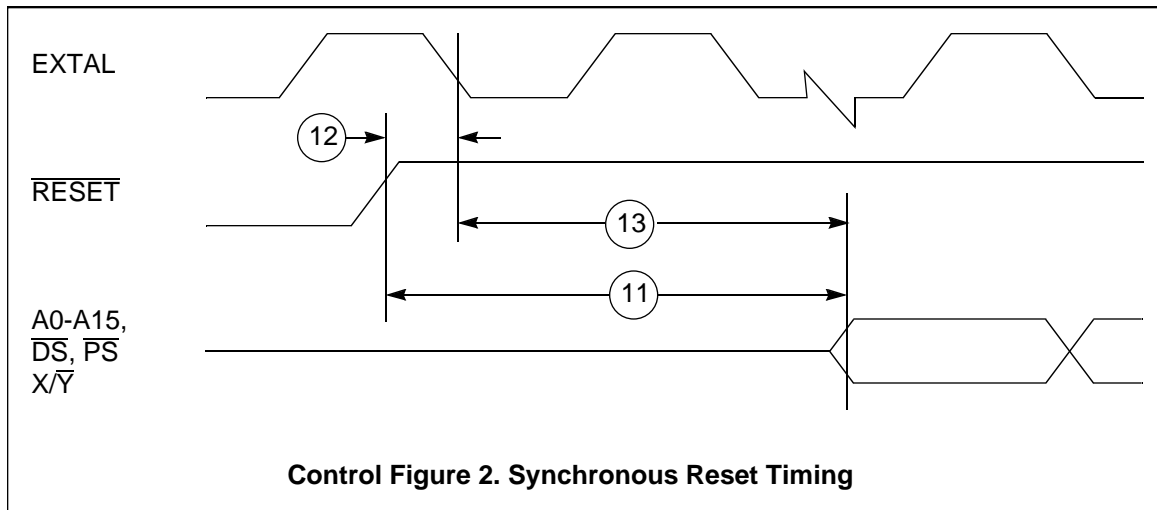 EXTAL
12
RESET
13
11
A0-A15,
DS, PS
X/Y
Control Figure 2. Synchronous Reset Timing